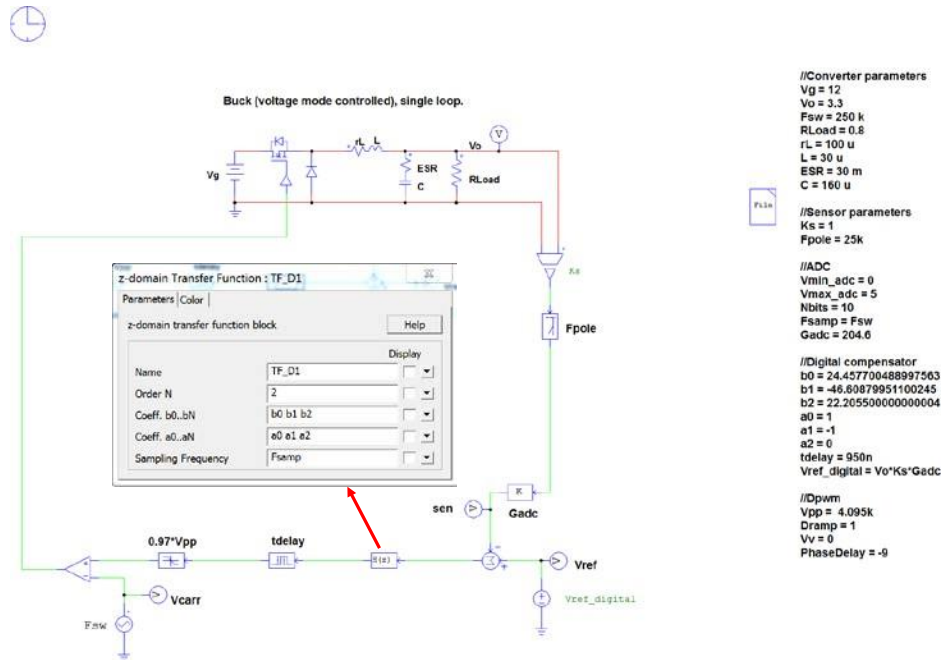 Buck (voltage mode controlled), single loop.
Vg
rL L
Vo
V
ESR
C
RLoad
Ks
Fpole
K
Gadc
sen
Vref
Vref_digital
H(z)
tdelay
0.97*Vpp
Vcarr
Fsw
File
z-domain Transfer Function : TF_D1
Parameters Color
z-domain transfer function block
Help
Display
Name TF_D1
Order N 2
Coeff. b0..bN b0 b1 b2
Coeff. a0..aN a0 a1 a2
Sampling Frequency Fsamp
//Converter parameters
Vg = 12
Vo = 3.3
Fsw = 250 k
RLoad = 0.8
rL = 100 u
L = 30 u
ESR = 30 m
C = 160 u
//Sensor parameters
Ks = 1
Fpole = 25k
//ADC
Vmin_adc = 0
Vmax_adc = 5
Nbits = 10
Fsamp = Fsw
Gadc = 204.6
//Digital compensator
b0 = 24.457700488997563
b1 = -46.60879951100245
b2 = 22.205500000000004
a0 = 1
a1 = -1
a2 = 0
tdelay = 950n
Vref_digital = Vo*Ks*Gadc
//Dpwm
Vpp = 4.095k
Dramp = 1
Vv = 0
PhaseDelay = -9